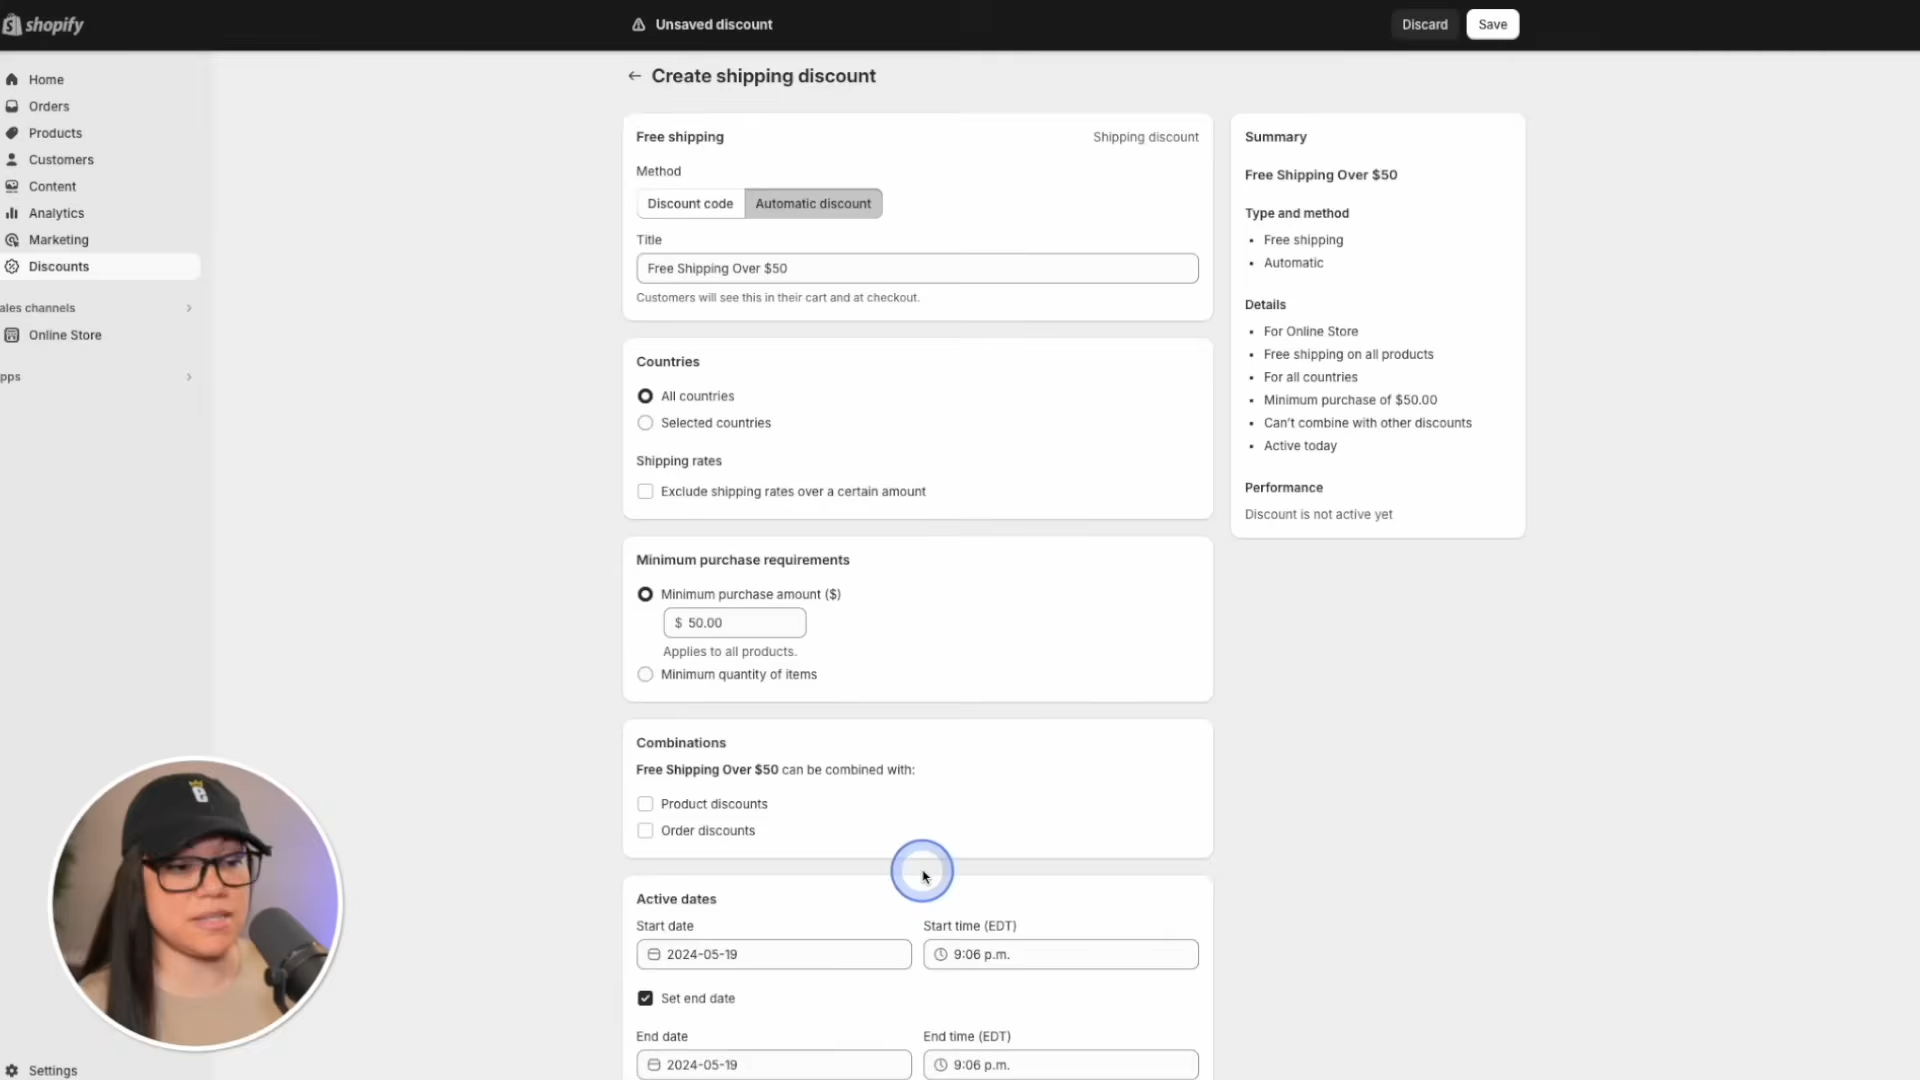 shopify
Unsaved discount
Discard
Save
Home
Orders
Products
Customers
Content
Analytics
Marketing
Discounts
ales channels
Online Store
pps
Settings
Create shipping discount
Free shipping
Shipping discount
Method
Discount code
Automatic discount
Title
Free Shipping Over $50
Customers will see this in their cart and at checkout.
Countries
All countries
Selected countries
Shipping rates
Exclude shipping rates over a certain amount
Minimum purchase requirements
Minimum purchase amount ($)
$ 50.00
Applies to all products.
Minimum quantity of items
Combinations
Free Shipping Over $50 can be combined with:
Product discounts
Order discounts
Active dates
Start date
Start time (EDT)
2024-05-19
9:06 p.m.
Set end date
End date
End time (EDT)
2024-05-19
9:06 p.m.
Summary
Free Shipping Over $50
Type and method
• Free shipping
• Automatic
Details
• For Online Store
• Free shipping on all products
• For all countries
• Minimum purchase of $50.00
• Can't combine with other discounts
• Active today
Performance
Discount is not active yet
e